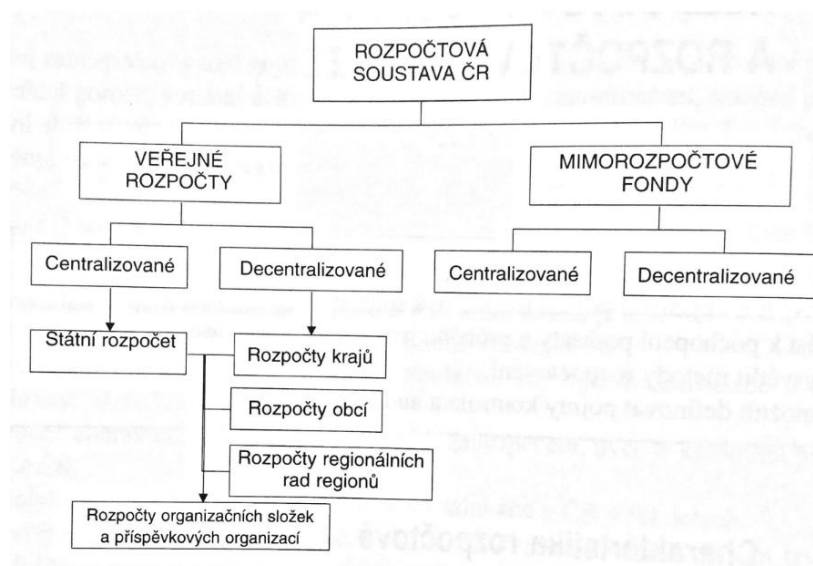 ROZPOČTOVÁ
SOUSTAVA ČR
VEŘEJNÉ
ROZPOČTY
MIMOROZPOČTOVÉ
FONDY
Centralizované
Decentralizované
Centralizované
Decentralizované
Státní rozpočet
Rozpočty krajů
Rozpočty obcí
Rozpočty regionálních
rad regionů
Rozpočty organizačních složek
a příspěvkových organizací